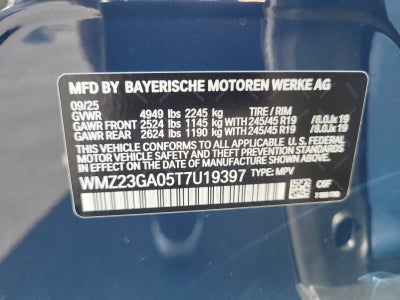 MFD BY BAYERISCHE MOTOREN WERKE AG
09/25
GVWR 4949 lbs 2245 kg TIRE / RIM
GAWR FRONT 2524 lbs 1145 kg WITH 245/45 R19 / 8.0Jx19
GAWR REAR 2624 lbs 1190 kg WITH 245/45 R19 / 8.0Jx19
THIS VEHICLE CONFORMS TO ALL APPLICABLE U.S. FEDERAL
SAFETY, BUMPER, AND THEFT PREVENTION STANDARDS
IN EFFECT ON THE DATE OF MANUFACTURE SHOWN ABOVE.
WMZ23GA05T7U19397 TYPE: MPV